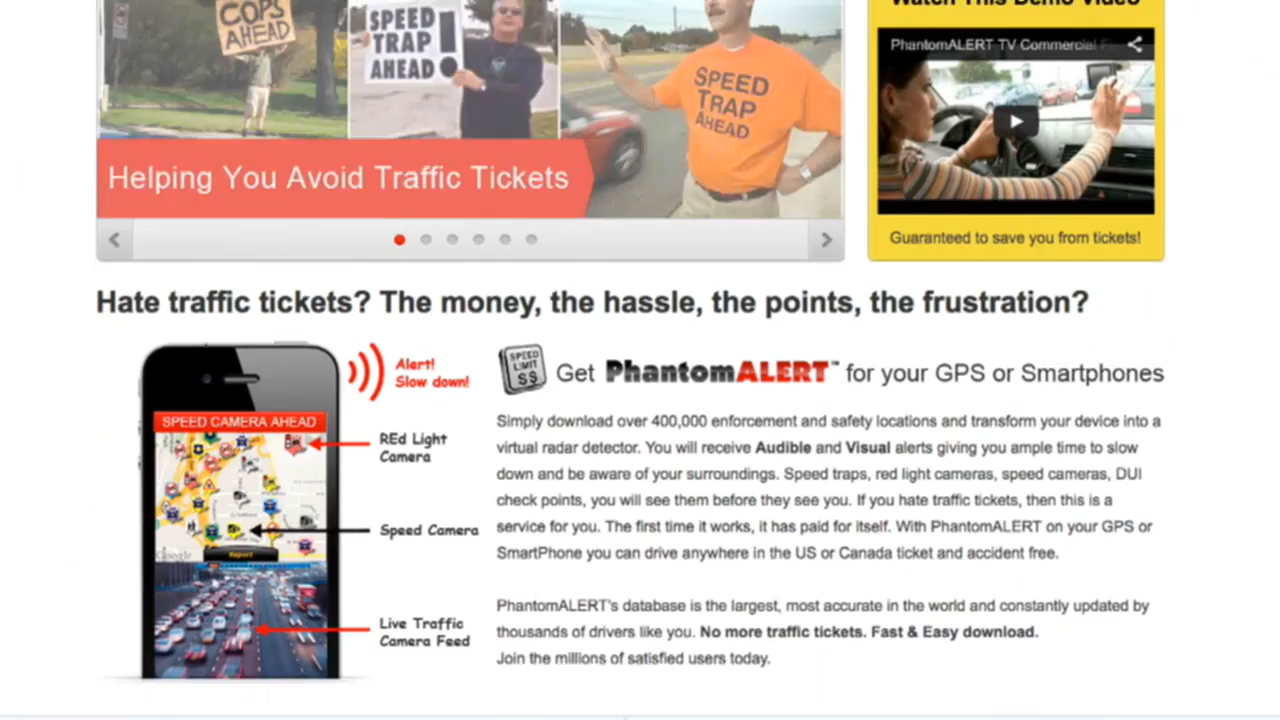 COPS
AHEAD
SPEED
TRAP
AHEAD!
SPEED
TRAP
AHEAD
Helping You Avoid Traffic Tickets
Watch This Demo Video
PhantomALERT TV Commercial
Guaranteed to save you from tickets!
Hate traffic tickets? The money, the hassle, the points, the frustration?
Alert!
Slow down!
SPEED CAMERA AHEAD
REd Light
Camera
Speed Camera
Report
Live Traffic
Camera Feed
SPEED
LIMIT
$$
Get PhantomALERT™ for your GPS or Smartphones
Simply download over 400,000 enforcement and safety locations and transform your device into a
virtual radar detector. You will receive Audible and Visual alerts giving you ample time to slow
down and be aware of your surroundings. Speed traps, red light cameras, speed cameras, DUI
check points, you will see them before they see you. If you hate traffic tickets, then this is a
service for you. The first time it works, it has paid for itself. With PhantomALERT on your GPS or
SmartPhone you can drive anywhere in the US or Canada ticket and accident free.
PhantomALERT's database is the largest, most accurate in the world and constantly updated by
thousands of drivers like you. No more traffic tickets. Fast & Easy download.
Join the millions of satisfied users today.